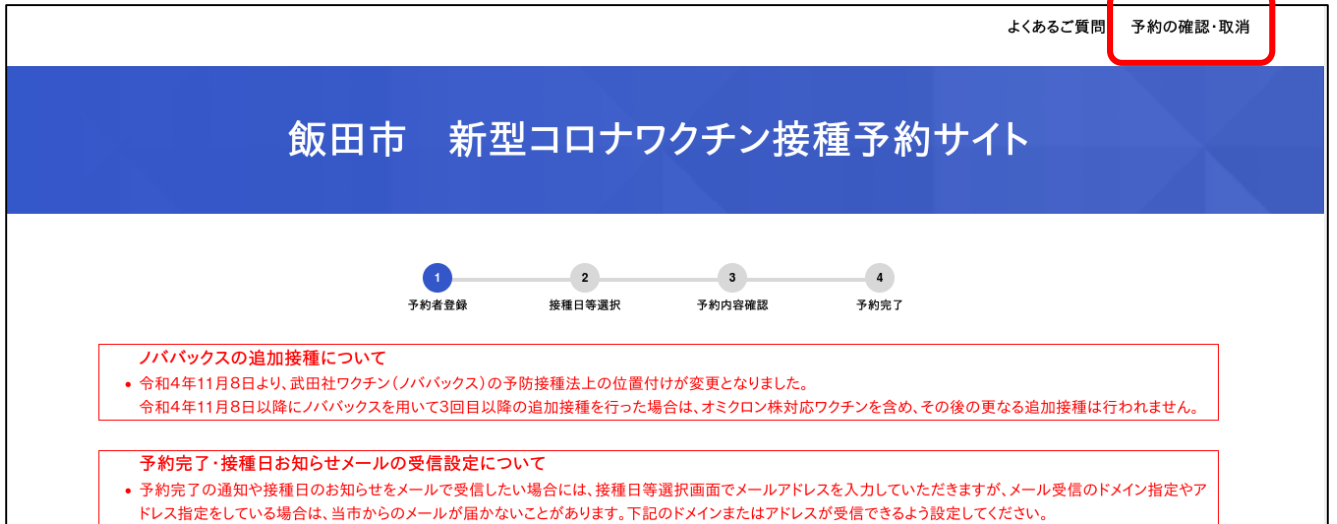 よくあるご質問 予約の確認・取消
飯田市 新型コロナワクチン接種予約サイト
1 2 3 4
予約者登録 接種日等選択 予約内容確認 予約完了
ノババックスの追加接種について
• 令和4年11月8日より、武田社ワクチン（ノババックス）の予防接種法上の位置付けが変更となりました。
令和4年11月8日以降にノババックスを用いて3回目以降の追加接種を行った場合は、オミクロン株対応ワクチンを含め、その後の更なる追加接種は行われません。
予約完了・接種日お知らせメールの受信設定について
• 予約完了の通知や接種日のお知らせをメールで受信したい場合には、接種日等選択画面でメールアドレスを入力していただきますが、メール受信のドメイン指定やア
ドレス指定をしている場合は、当市からのメールが届かないことがあります。下記のドメインまたはアドレスが受信できるよう設定してください。